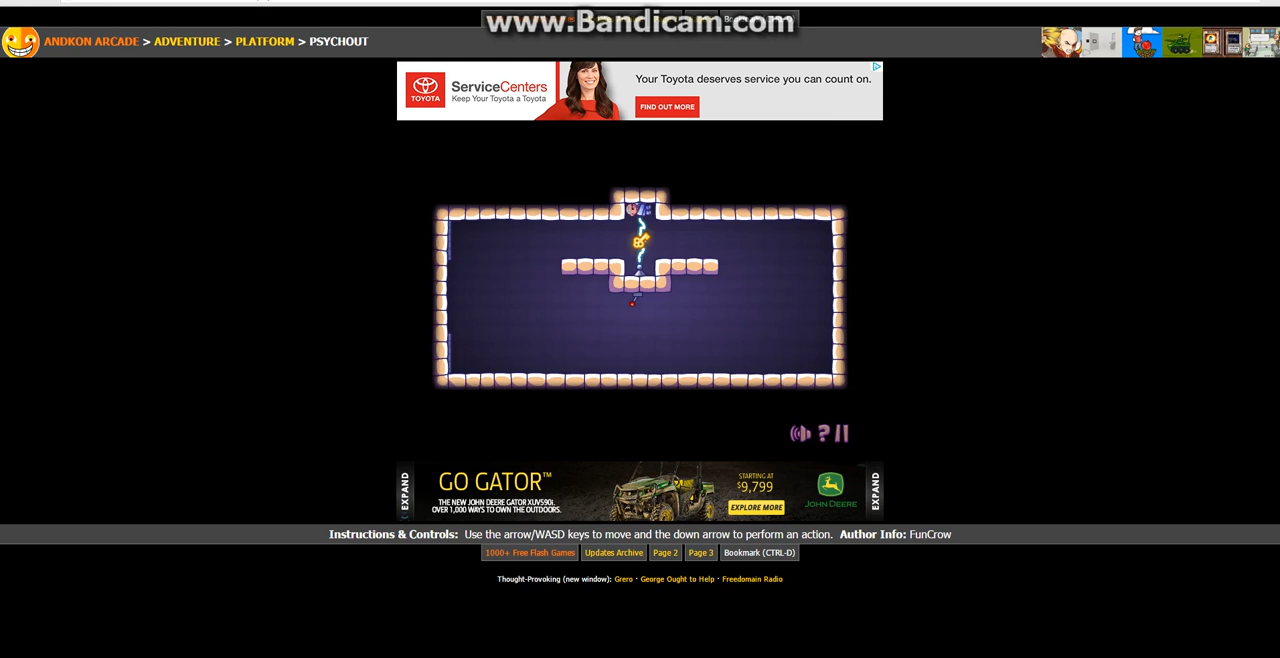 www.Bandicam.com
ANDKON ARCADE > ADVENTURE > PLATFORM > PSYCHOUT
TOYOTA
ServiceCenters
Keep Your Toyota a Toyota
Your Toyota deserves service you can count on.
FIND OUT MORE
?
EXPAND
GO GATOR™
THE NEW JOHN DEERE GATOR XUV590i.
OVER 1,000 WAYS TO OWN THE OUTDOORS.
STARTING AT
$9,799
EXPLORE MORE
JOHN DEERE
EXPAND
Instructions & Controls: Use the arrow/WASD keys to move and the down arrow to perform an action. Author Info: FunCrow
1000+ Free Flash Games Updates Archive Page 2 Page 3 Bookmark (CTRL-D)
Thought-Provoking (new window): Grero · George Ought to Help · Freedomain Radio